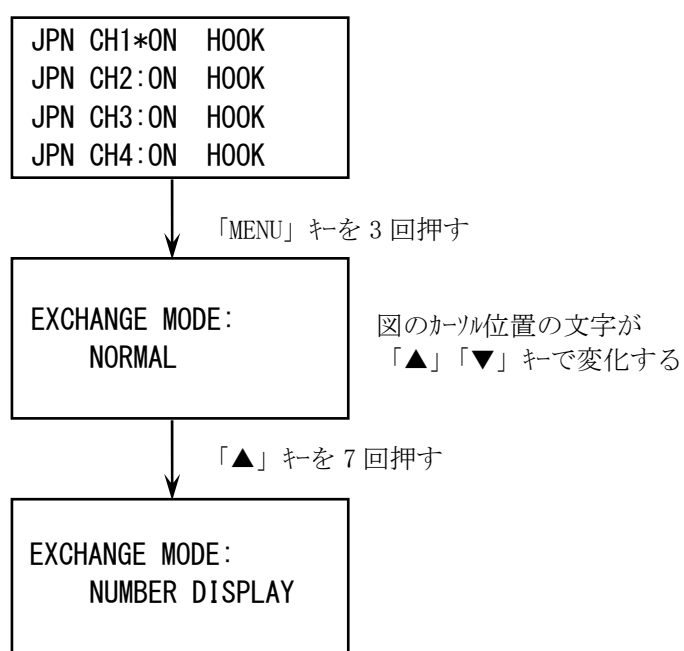 JPN CH1*ON HOOK
JPN CH2:ON HOOK
JPN CH3:ON HOOK
JPN CH4:ON HOOK
「MENU」キーを3回押す
EXCHANGE MODE:
NORMAL
図のカーソル位置の文字が
「▲」「▼」キーで変化する
「▲」キーを7回押す
EXCHANGE MODE:
NUMBER DISPLAY